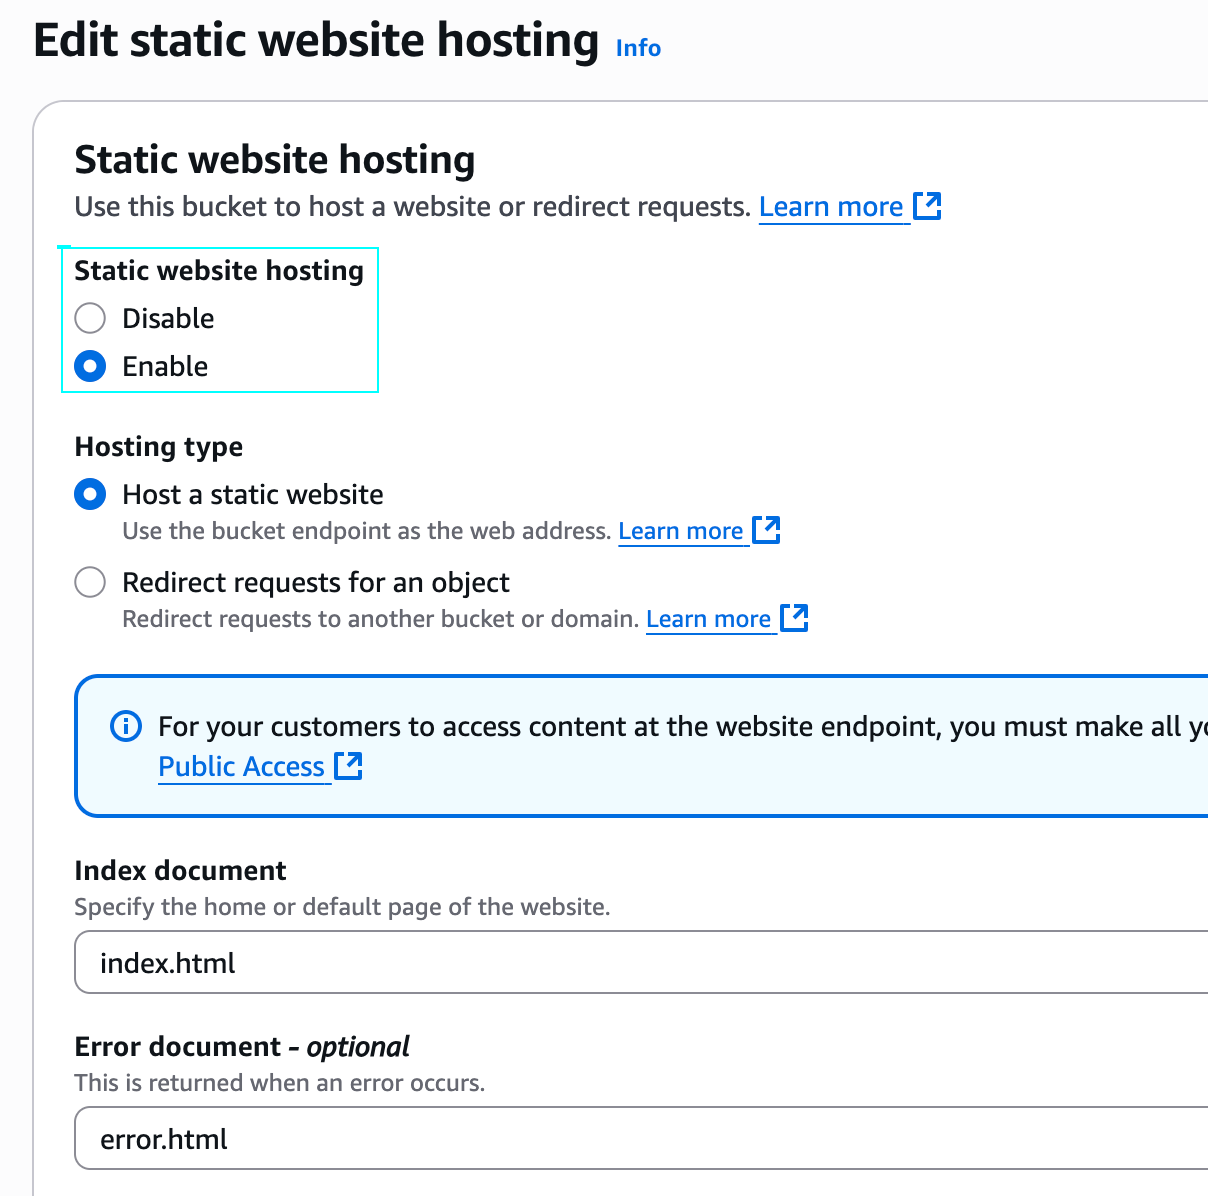 Edit static website hosting Info
Static website hosting
Use this bucket to host a website or redirect requests. Learn more
Static website hosting
Disable
Enable
Hosting type
Host a static website
Use the bucket endpoint as the web address. Learn more
Redirect requests for an object
Redirect requests to another bucket or domain. Learn more
For your customers to access content at the website endpoint, you must make all
Public Access
Index document
Specify the home or default page of the website.
index.html
Error document - optional
This is returned when an error occurs.
error.html